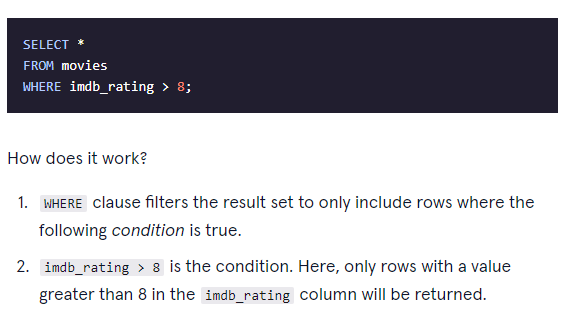 SELECT *
FROM movies
WHERE imdb_rating > 8;
How does it work?
1. WHERE clause filters the result set to only include rows where the
following condition is true.
2. imdb_rating > 8 is the condition. Here, only rows with a value
greater than 8 in the imdb_rating column will be returned.